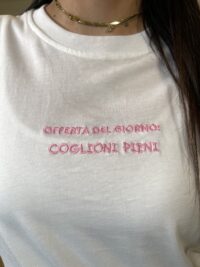 OFFERTA DEL GIORNO:
COGLIONI PIENI